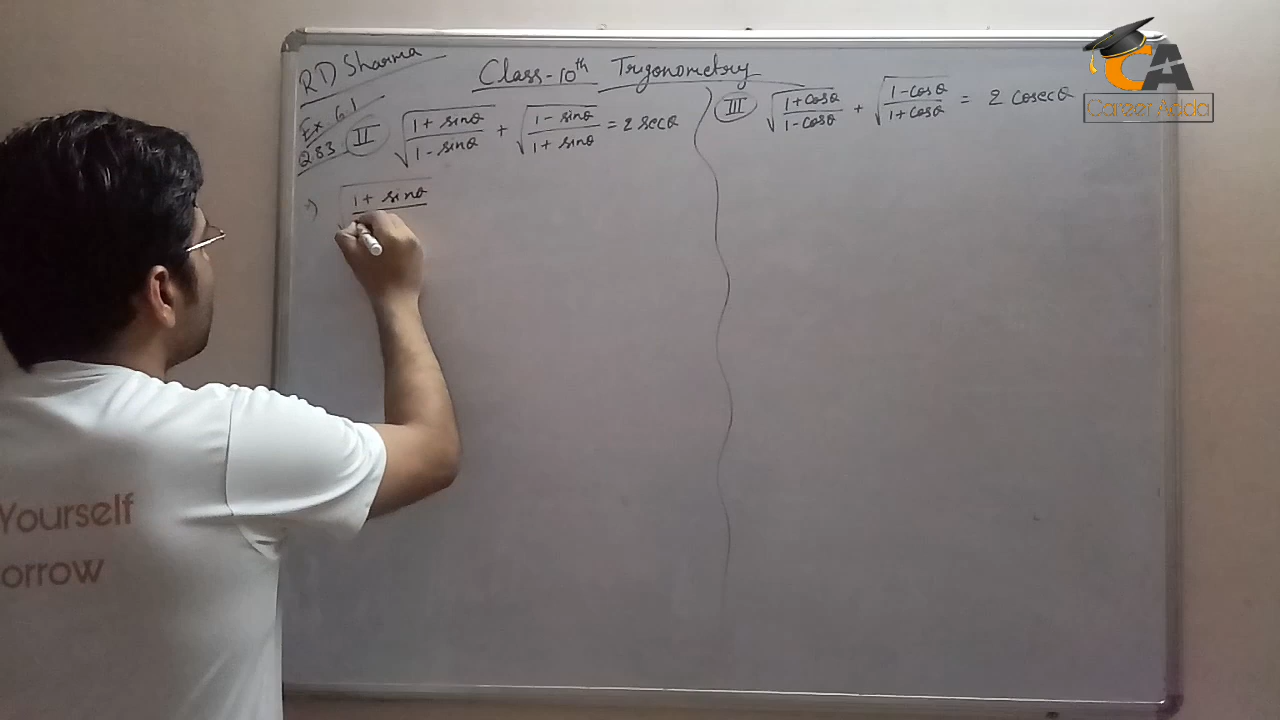 RD Sharma
Ex 6.1
Q83
Class-10th Trigonometry
II √(1 + sinθ / 1 - sinθ) + √(1 - sinθ / 1 + sinθ) = 2 secθ
III √(1 + cosθ / 1 - cosθ) + √(1 - cosθ / 1 + cosθ) = 2 cosecθ
√1 + sinθ
CA
Career Adda
Yourself
orrow